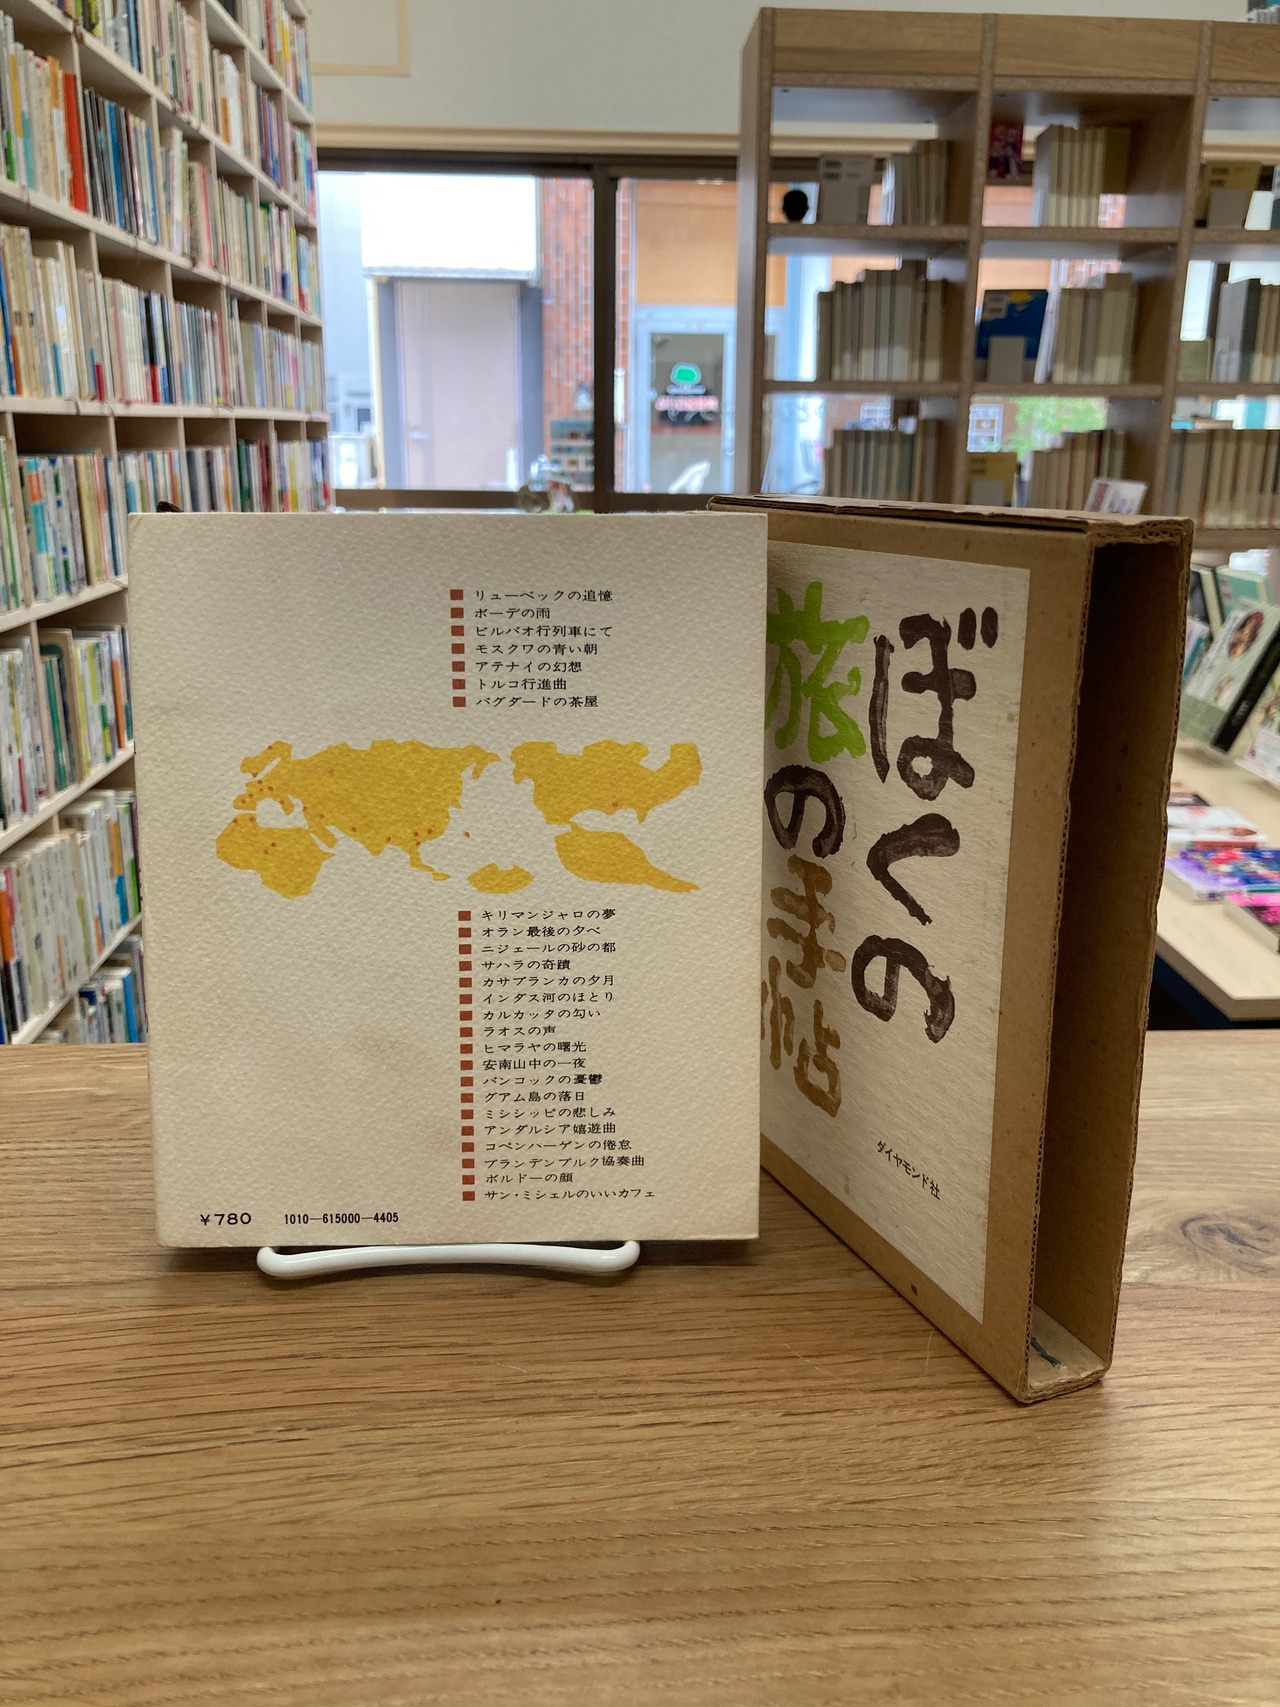 リューベックの追憶
ボーデの雨
ビルバオ行列車にて
モスクワの青い朝
アテナイの幻想
トルコ行進曲
バグダードの茶屋
キリマンジャロの夢
オラン最後の夕べ
ニジェールの砂の都
サハラの奇蹟
カサブランカの夕月
インダス河のほとり
カルカッタの匂い
ラオスの声
ヒマラヤの曙光
安南山中の一夜
バンコックの憂鬱
グアム島の落日
ミシシッピの悲しみ
アンダルシア嬉遊曲
コペンハーゲンの倦怠
ブランデンブルク協奏曲
ボルドーの顔
サン・ミシェルのいいカフェ
¥780 1010—615000—4405
ぼくの
旅の手帖
ダイヤモンド社